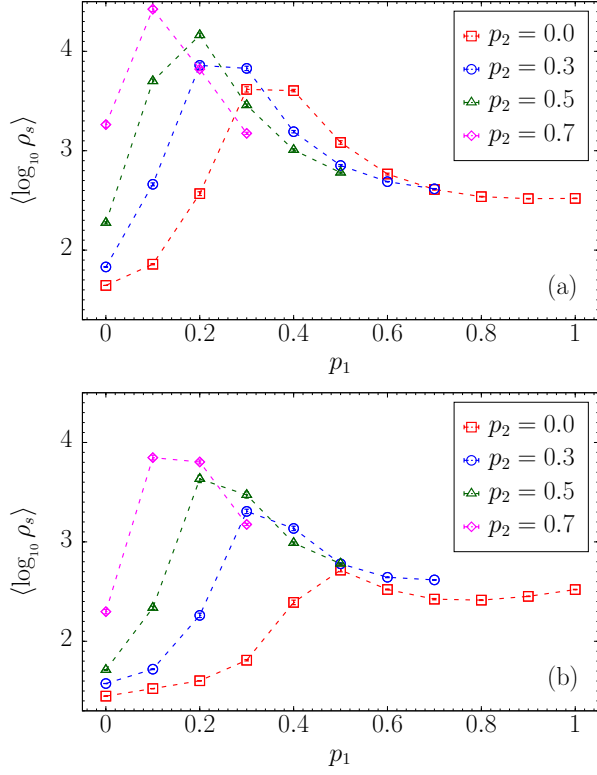 4
3
2
⟨log₁₀ ρₛ⟩
p₂ = 0.0
p₂ = 0.3
p₂ = 0.5
p₂ = 0.7
(a)
0 0.2 0.4 0.6 0.8 1
p₁
4
3
2
⟨log₁₀ ρₛ⟩
p₂ = 0.0
p₂ = 0.3
p₂ = 0.5
p₂ = 0.7
(b)
0 0.2 0.4 0.6 0.8 1
p₁